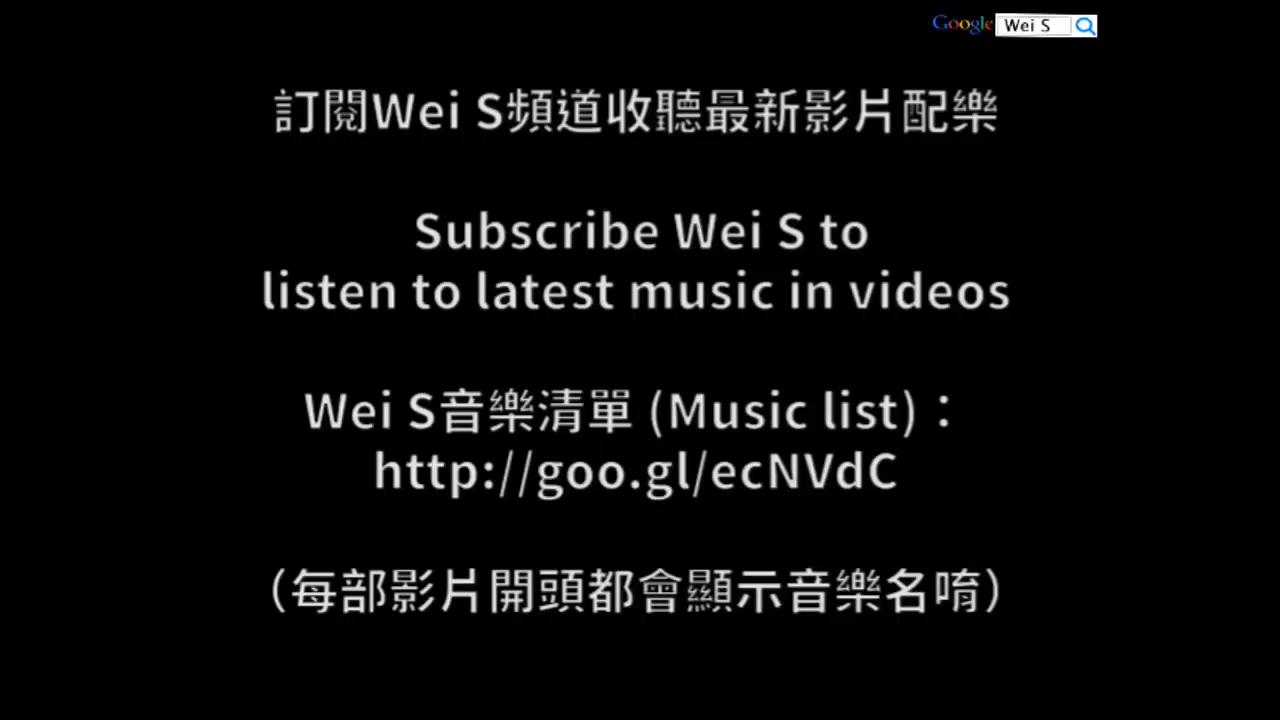 Google Wei S
訂閱Wei S頻道收聽最新影片配樂
Subscribe Wei S to
listen to latest music in videos
Wei S音樂清單 (Music list)：
http://goo.gl/ecNVdC
（每部影片開頭都會顯示音樂名唷）